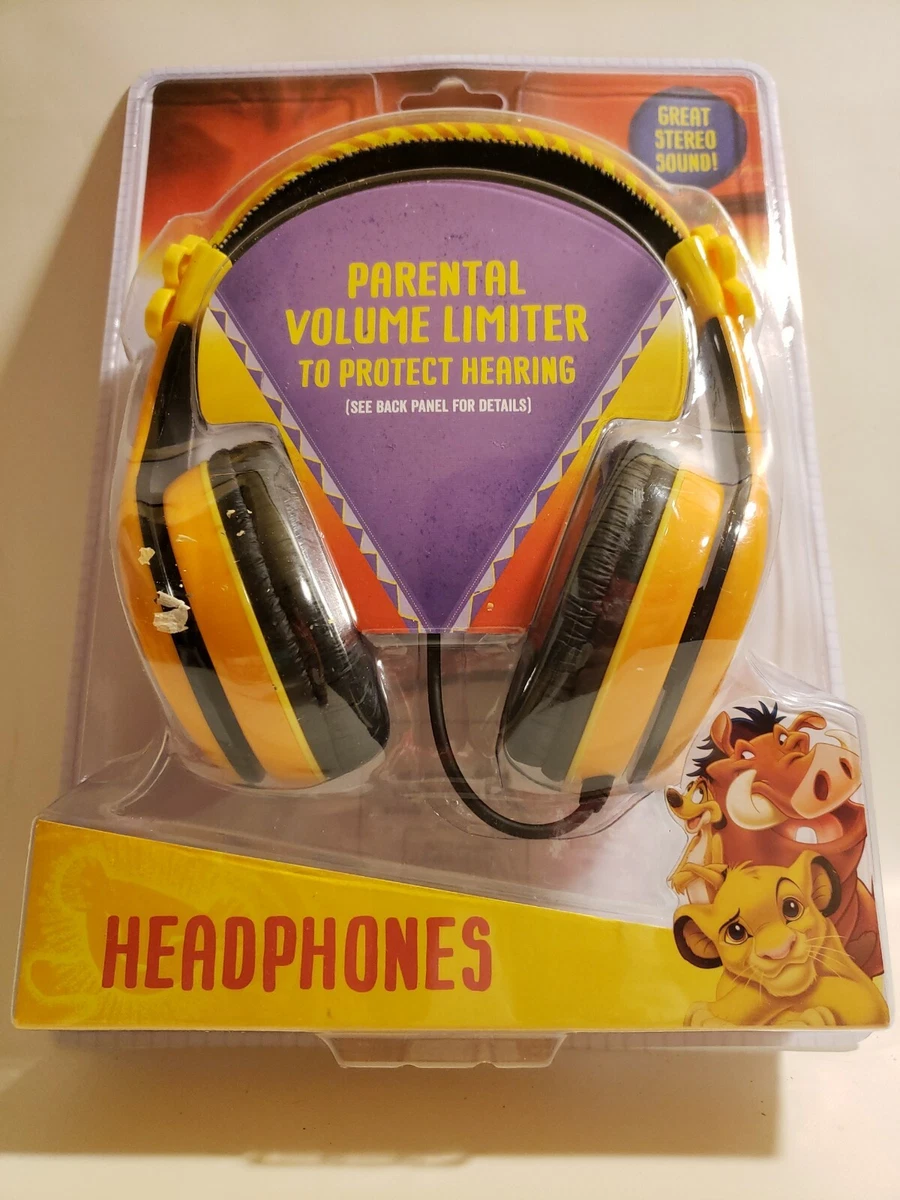 GREAT
STEREO
SOUND!
PARENTAL
VOLUME LIMITER
TO PROTECT HEARING
(SEE BACK PANEL FOR DETAILS)
HEADPHONES